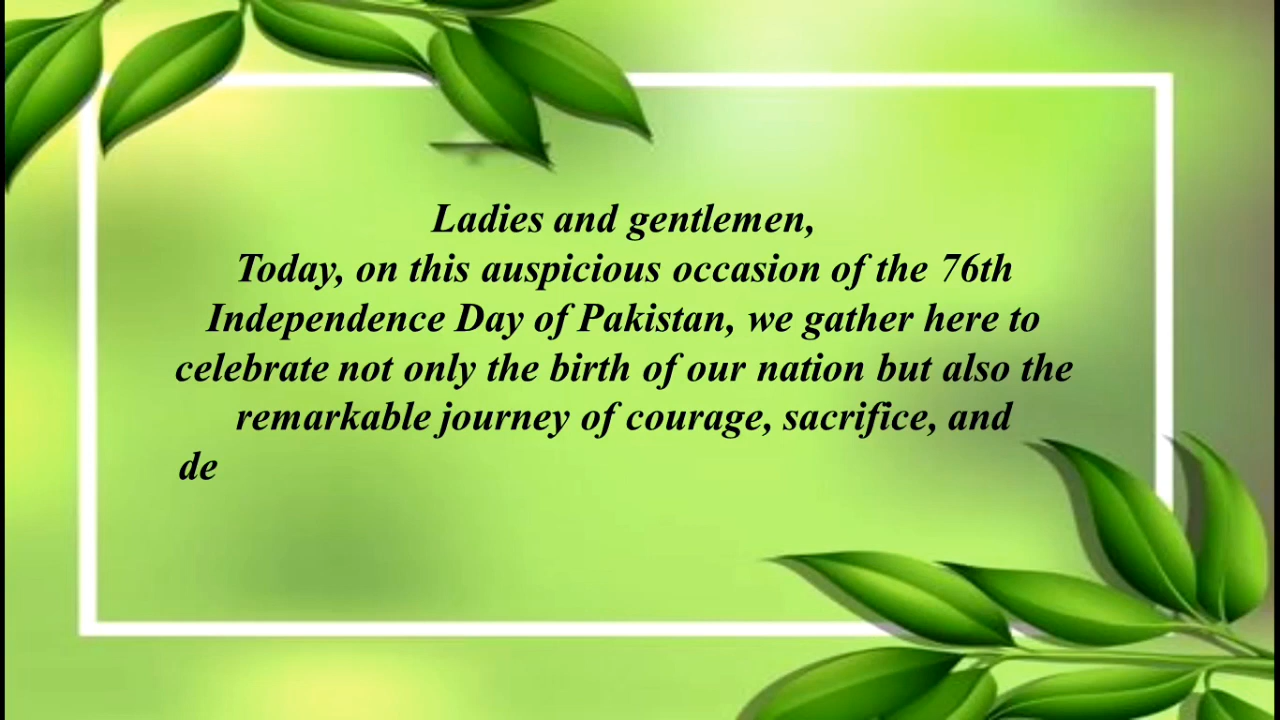 Ladies and gentlemen,
Today, on this auspicious occasion of the 76th
Independence Day of Pakistan, we gather here to
celebrate not only the birth of our nation but also the
remarkable journey of courage, sacrifice, and
de